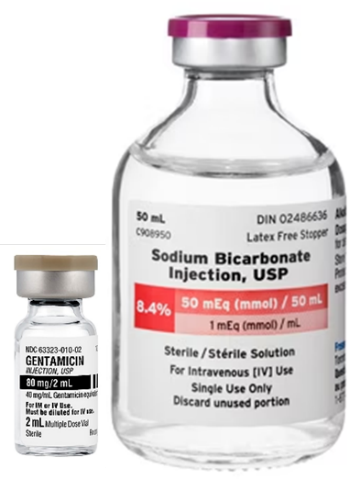 50 mL DIN 02486636
C908950 Latex Free Stopper
Sodium Bicarbonate
Injection, USP
8.4% 50 mEq (mmol) / 50 mL
1 mEq (mmol) / mL
Sterile / Stérile Solution
For Intravenous [IV] Use
Single Use Only
Discard unused portion
NDC 63323-010-02
GENTAMICIN
INJECTION, USP
80 mg/2 mL
40 mg/mL Gentamicin
For IM or IV Use.
Must be diluted for IV use.
2 mL Multiple Dose Vial
Sterile